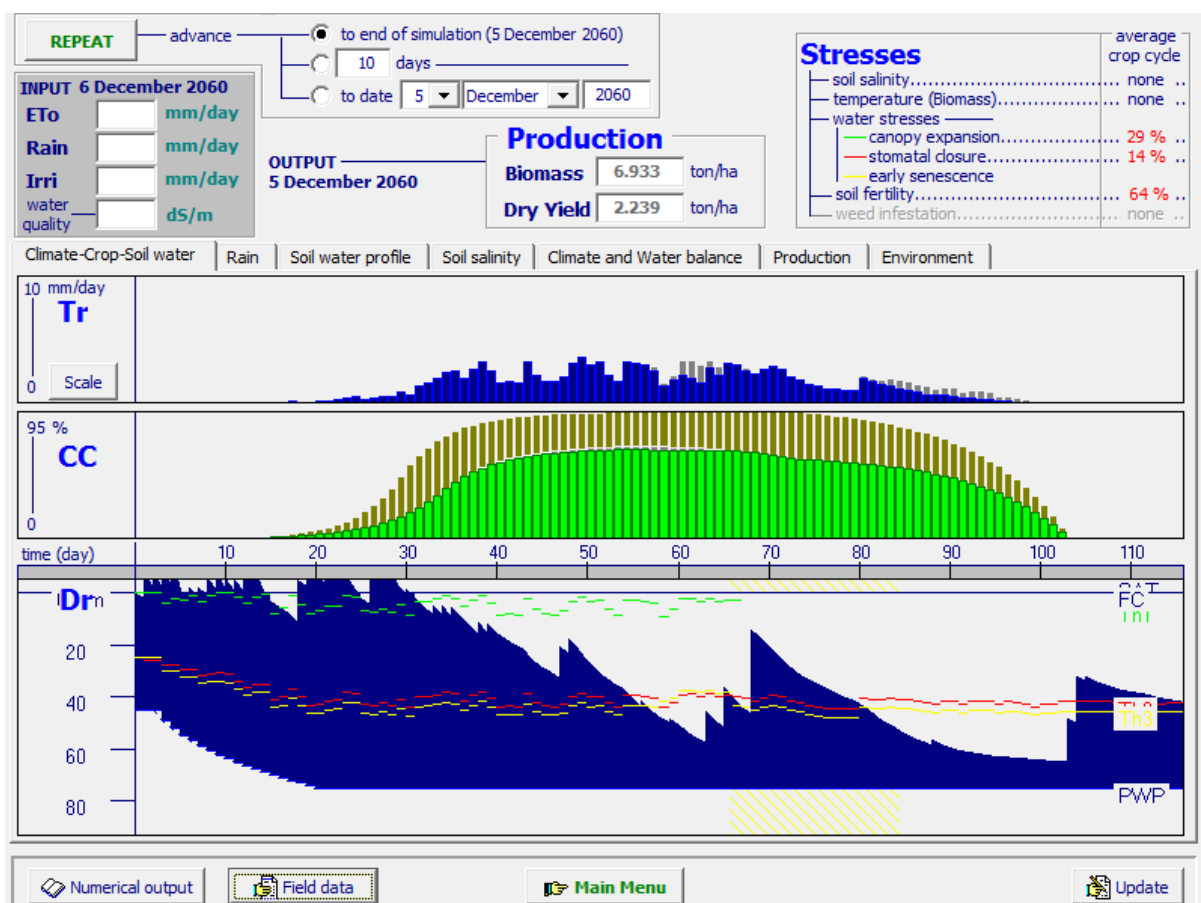 REPEAT
advance
to end of simulation (5 December 2060)
10 days
to date 5 December 2060
INPUT 6 December 2060
ETo mm/day
Rain mm/day
Irri mm/day
water
quality dS/m
OUTPUT
5 December 2060
Production
Biomass 6.933 ton/ha
Dry Yield 2.239 ton/ha
Stresses
average
crop cycle
soil salinity none ..
temperature (Biomass) none ..
water stresses
canopy expansion 29 % ..
stomatal closure 14 % ..
early senescence
soil fertility 64 % ..
weed infestation none ..
Climate-Crop-Soil water Rain Soil water profile Soil salinity Climate and Water balance Production Environment
10 mm/day
Tr
0 Scale
95 %
CC
0
time (day) 10 20 30 40 50 60 70 80 90 100 110
Dr
FC
20
40
Th3
60
80
PWP
Numerical output Field data Main Menu Update